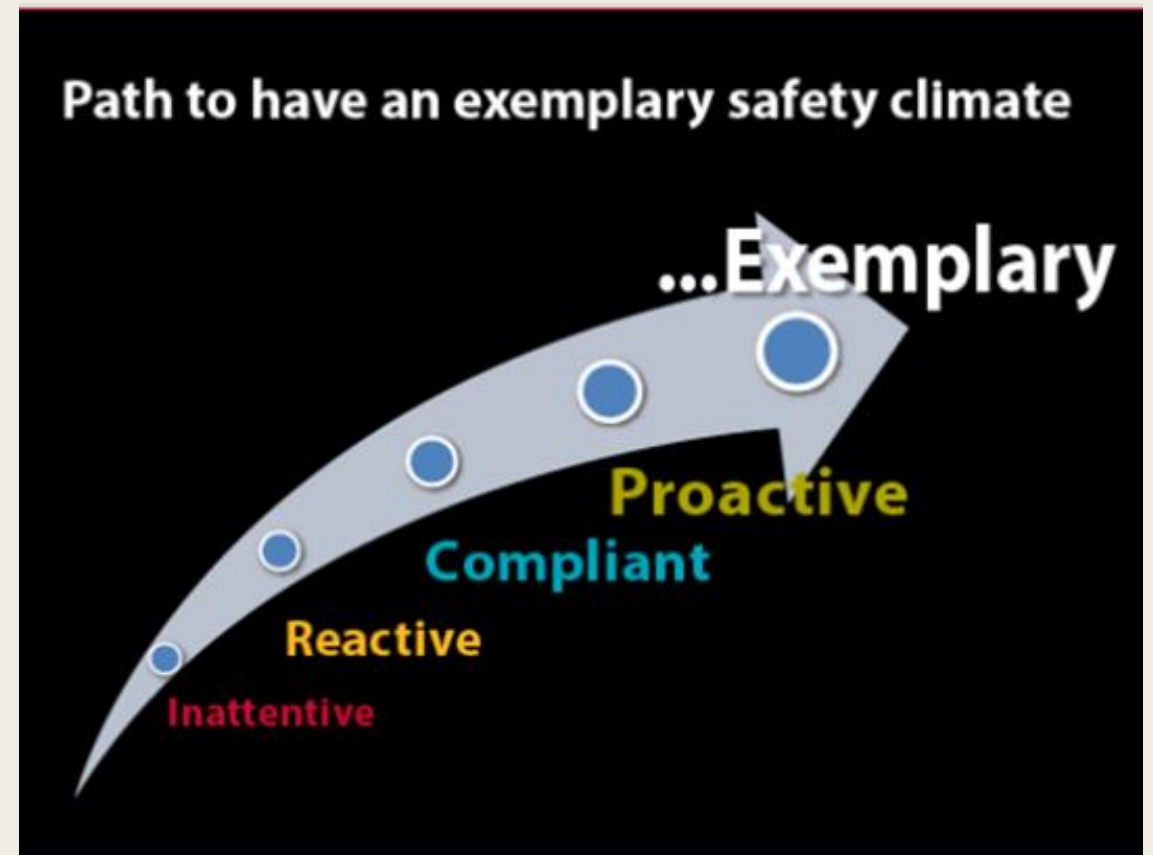 Path to have an exemplary safety climate
...Exemplary
Proactive
Compliant
Reactive
Inattentive